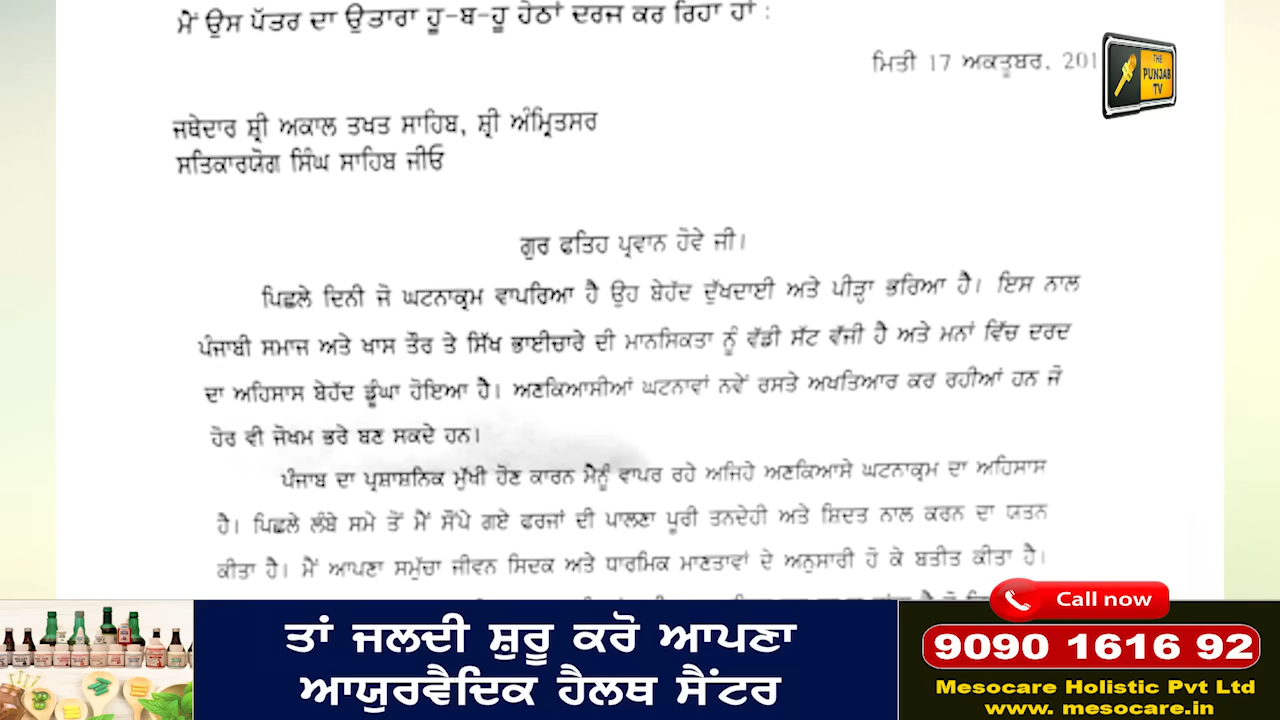 ਮੈਂ ਉਸ ਪੱਤਰ ਦਾ ਉਤਾਰਾ ਹੂ-ਬ-ਹੂ ਹੇਠਾਂ ਦਰਜ ਕਰ ਰਿਹਾ ਹਾਂ :
ਮਿਤੀ 17 ਅਕਤੂਬਰ, 201
THE
PUNJAB
TV
ਜਥੇਦਾਰ ਸ਼੍ਰੀ ਅਕਾਲ ਤਖਤ ਸਾਹਿਬ, ਸ਼੍ਰੀ ਅੰਮ੍ਰਿਤਸਰ
ਸਤਿਕਾਰਯੋਗ ਸਿੰਘ ਸਾਹਿਬ ਜੀਓ
ਗੁਰ ਫਤਿਹ ਪ੍ਰਵਾਨ ਹੋਵੇ ਜੀ।
ਪਿਛਲੇ ਦਿਨੀ ਜੋ ਘਟਨਾਕ੍ਰਮ ਵਾਪਰਿਆ ਹੈ ਉਹ ਬੇਹੱਦ ਦੁੱਖਦਾਈ ਅਤੇ ਪੀੜ੍ਹਾ ਭਰਿਆ ਹੈ। ਇਸ ਨਾਲ
ਪੰਜਾਬੀ ਸਮਾਜ ਅਤੇ ਖਾਸ ਤੌਰ ਤੇ ਸਿੱਖ ਭਾਈਚਾਰੇ ਦੀ ਮਾਨਸਿਕਤਾ ਨੂੰ ਵੱਡੀ ਸੱਟ ਵੱਜੀ ਹੈ ਅਤੇ ਮਨਾਂ ਵਿੱਚ ਦਰਦ
ਦਾ ਅਹਿਸਾਸ ਬੇਹੱਦ ਡੂੰਘਾ ਹੋਇਆ ਹੈ। ਅਣਕਿਆਸੀਆਂ ਘਟਨਾਵਾਂ ਨਵੇਂ ਰਸਤੇ ਅਖਤਿਆਰ ਕਰ ਰਹੀਆਂ ਹਨ ਜੋ
ਹੋਰ ਵੀ ਜੋਖਮ ਭਰੇ ਬਣ ਸਕਦੇ ਹਨ।
ਪੰਜਾਬ ਦਾ ਪ੍ਰਸ਼ਾਸ਼ਨਿਕ ਮੁੱਖੀ ਹੋਣ ਕਾਰਨ ਮੈਨੂੰ ਵਾਪਰ ਰਹੇ ਅਜਿਹੇ ਅਣਕਿਆਸੇ ਘਟਨਾਕ੍ਰਮ ਦਾ ਅਹਿਸਾਸ
ਹੈ। ਪਿਛਲੇ ਲੰਬੇ ਸਮੇ ਤੋਂ ਮੈਂ ਸੌਂਪੇ ਗਏ ਫਰਜਾਂ ਦੀ ਪਾਲਣਾ ਪੂਰੀ ਤਨਦੇਹੀ ਅਤੇ ਸ਼ਿਦਤ ਨਾਲ ਕਰਨ ਦਾ ਯਤਨ
ਕੀਤਾ ਹੈ। ਮੈਂ ਆਪਣਾ ਸਮੁੱਚਾ ਜੀਵਨ ਸਿਦਕ ਅਤੇ ਧਾਰਮਿਕ ਮਾਣਤਾਵਾਂ ਦੇ ਅਨੁਸਾਰੀ ਹੋ ਕੇ ਬਤੀਤ ਕੀਤਾ ਹੈ।
ਤਾਂ ਜਲਦੀ ਸ਼ੁਰੂ ਕਰੋ ਆਪਣਾ
ਆਯੁਰਵੈਦਿਕ ਹੈਲਥ ਸੈਂਟਰ
Call now
9090 1616 92
Mesocare Holistic Pvt Ltd
www. mesocare.in